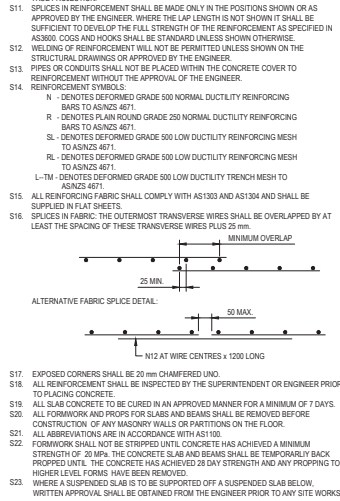 S11. SPLICES IN REINFORCEMENT SHALL BE MADE ONLY IN THE POSITIONS SHOWN OR AS
APPROVED BY THE ENGINEER. WHERE THE LAP LENGTH IS NOT SHOWN IT SHALL BE
SUFFICIENT TO DEVELOP THE FULL STRENGTH OF THE REINFORCEMENT AS SPECIFIED IN
AS3600. COGS AND HOOKS SHALL BE STANDARD UNLESS SHOWN OTHERWISE.
S12. WELDING OF REINFORCEMENT WILL NOT BE PERMITTED UNLESS SHOWN ON THE
STRUCTURAL DRAWINGS OR APPROVED BY THE ENGINEER.
S13. PIPES OR CONDUITS SHALL NOT BE PLACED WITHIN THE CONCRETE COVER TO
REINFORCEMENT WITHOUT THE APPROVAL OF THE ENGINEER.
S14. REINFORCEMENT SYMBOLS:
N - DENOTES DEFORMED GRADE 500 NORMAL DUCTILITY REINFORCING
BARS TO AS/NZS 4671.
R - DENOTES PLAIN ROUND GRADE 250 NORMAL DUCTILITY REINFORCING
BARS TO AS/NZS 4671.
SL - DENOTES DEFORMED GRADE 500 LOW DUCTILITY REINFORCING MESH
TO AS/NZS 4671.
RL - DENOTES DEFORMED GRADE 500 LOW DUCTILITY REINFORCING MESH
TO AS/NZS 4671.
L--TM - DENOTES DEFORMED GRADE 500 LOW DUCTILITY TRENCH MESH TO
AS/NZS 4671.
S15. ALL REINFORCING FABRIC SHALL COMPLY WITH AS1303 AND AS1304 AND SHALL BE
SUPPLIED IN FLAT SHEETS.
S16. SPLICES IN FABRIC: THE OUTERMOST TRANSVERSE WIRES SHALL BE OVERLAPPED BY AT
LEAST THE SPACING OF THESE TRANSVERSE WIRES PLUS 25 mm.
MINIMUM OVERLAP
25 MIN.
ALTERNATIVE FABRIC SPLICE DETAIL:
50 MAX.
N12 AT WIRE CENTRES x 1200 LONG
S17. EXPOSED CORNERS SHALL BE 20 mm CHAMFERED UNO.
S18. ALL REINFORCEMENT SHALL BE INSPECTED BY THE SUPERINTENDENT OR ENGINEER PRIOR
TO PLACING CONCRETE.
S19. ALL SLAB CONCRETE TO BE CURED IN AN APPROVED MANNER FOR A MINIMUM OF 7 DAYS.
S20. ALL FORMWORK AND PROPS FOR SLABS AND BEAMS SHALL BE REMOVED BEFORE
CONSTRUCTION OF ANY MASONRY WALLS OR PARTITIONS ON THE FLOOR.
S21. ALL ABBREVIATIONS ARE IN ACCORDANCE WITH AS1100.
S22. FORMWORK SHALL NOT BE STRIPPED UNTIL CONCRETE HAS ACHIEVED A MINIMUM
STRENGTH OF 20 MPa. THE CONCRETE SLAB AND BEAMS SHALL BE TEMPORARILY BACK
PROPPED UNTIL THE CONCRETE HAS ACHIEVED 28 DAY STRENGTH AND ANY PROPPING TO
HIGHER LEVEL FORMS HAVE BEEN REMOVED.
S23. WHERE A SUSPENDED SLAB IS TO BE SUPPORTED OFF A SUSPENDED SLAB BELOW,
WRITTEN APPROVAL SHALL BE OBTAINED FROM THE ENGINEER PRIOR TO ANY SITE WORKS